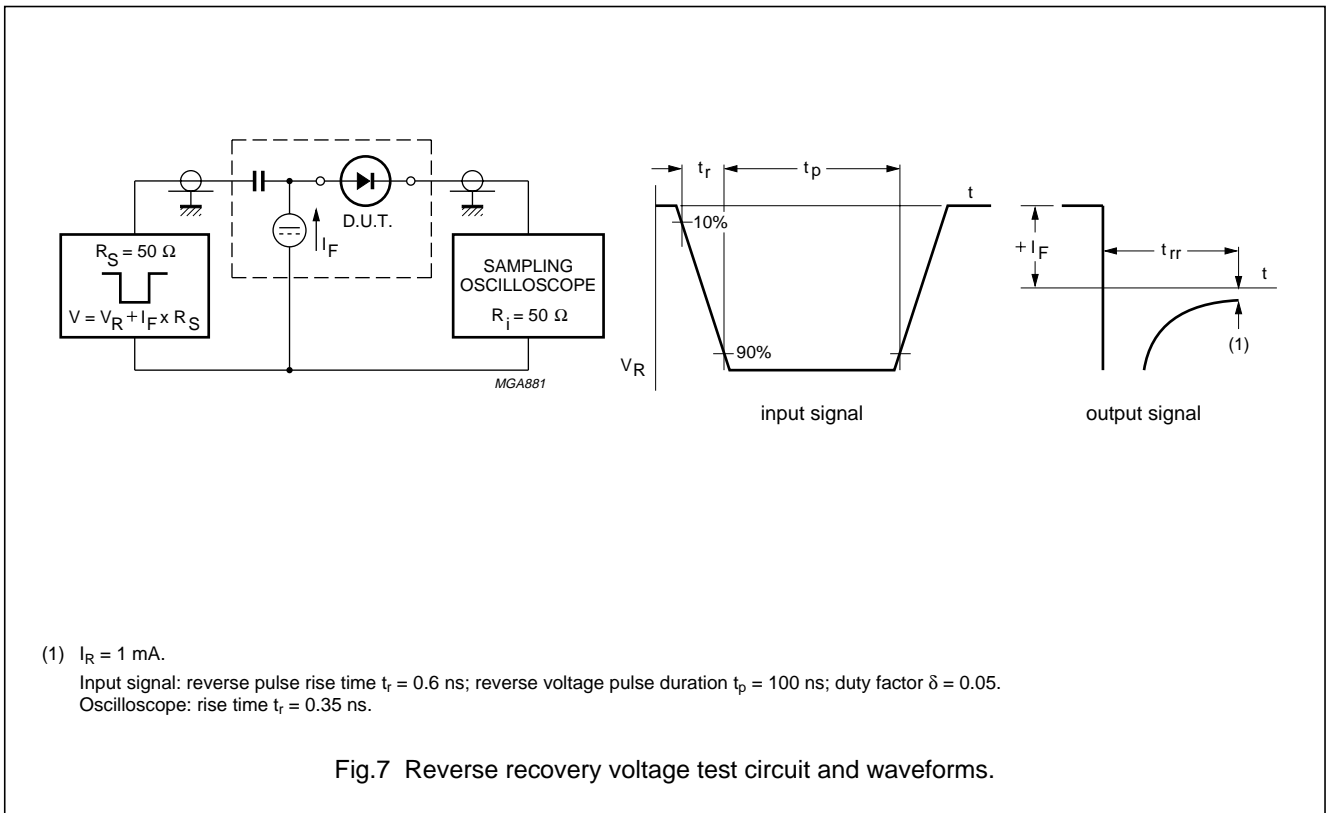 D.U.T.
I_F
R_S = 50 Ω
V = V_R + I_F x R_S
SAMPLING
OSCILLOSCOPE
R_i = 50 Ω
MGA881
t_r
t_p
t
10%
90%
V_R
input signal
+ I_F
t_rr
t
(1)
output signal
(1) I_R = 1 mA.
Input signal: reverse pulse rise time t_r = 0.6 ns; reverse voltage pulse duration t_p = 100 ns; duty factor δ = 0.05.
Oscilloscope: rise time t_r = 0.35 ns.
Fig.7 Reverse recovery voltage test circuit and waveforms.